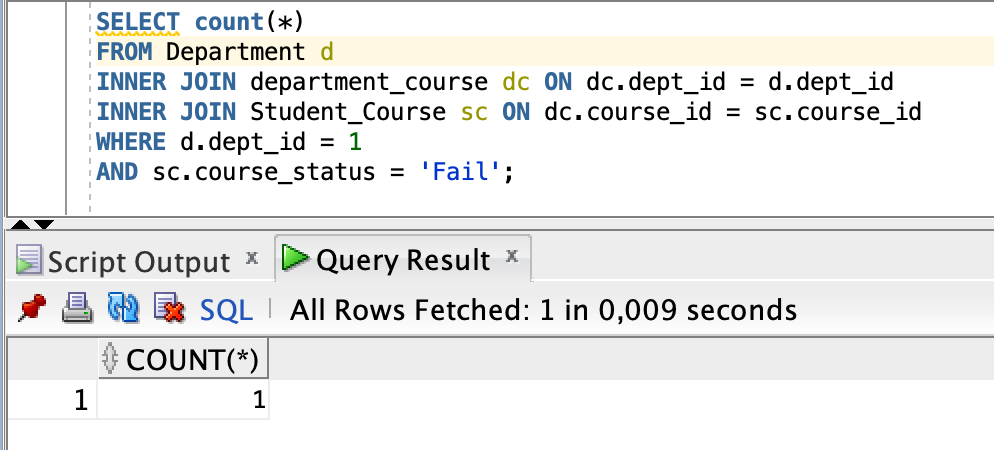 SELECT count(*)
FROM Department d
INNER JOIN department_course dc ON dc.dept_id = d.dept_id
INNER JOIN Student_Course sc ON dc.course_id = sc.course_id
WHERE d.dept_id = 1
AND sc.course_status = 'Fail';
Script Output x Query Result x
SQL All Rows Fetched: 1 in 0,009 seconds
COUNT(*)
1 1